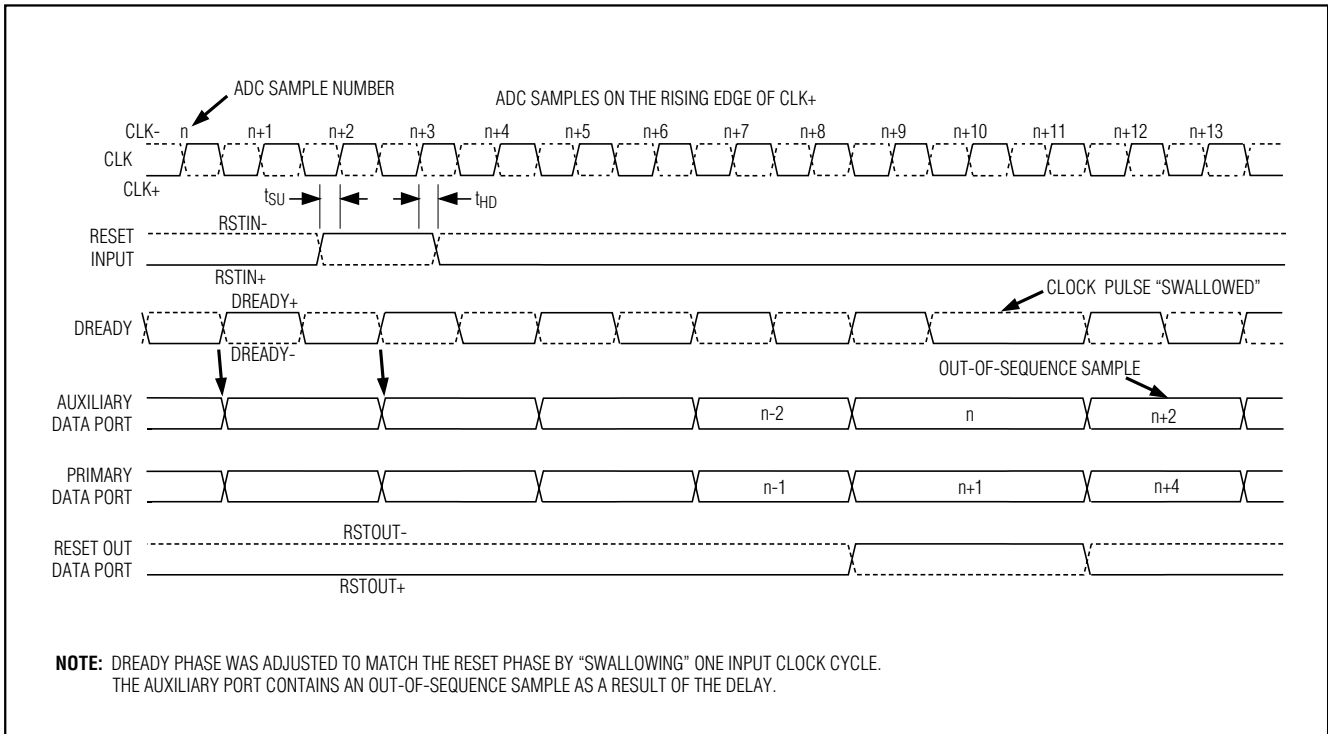 ADC SAMPLE NUMBER
ADC SAMPLES ON THE RISING EDGE OF CLK+
CLK- n n+1 n+2 n+3 n+4 n+5 n+6 n+7 n+8 n+9 n+10 n+11 n+12 n+13
CLK
CLK+
tSU tHD
RSTIN-
RESET
INPUT
RSTIN+
DREADY+
CLOCK PULSE “SWALLOWED”
DREADY
DREADY-
OUT-OF-SEQUENCE SAMPLE
AUXILIARY
DATA PORT
n-2 n n+2
PRIMARY
DATA PORT
n-1 n+1 n+4
RSTOUT-
RESET OUT
DATA PORT
RSTOUT+
NOTE: DREADY PHASE WAS ADJUSTED TO MATCH THE RESET PHASE BY “SWALLOWING” ONE INPUT CLOCK CYCLE.
THE AUXILIARY PORT CONTAINS AN OUT-OF-SEQUENCE SAMPLE AS A RESULT OF THE DELAY.